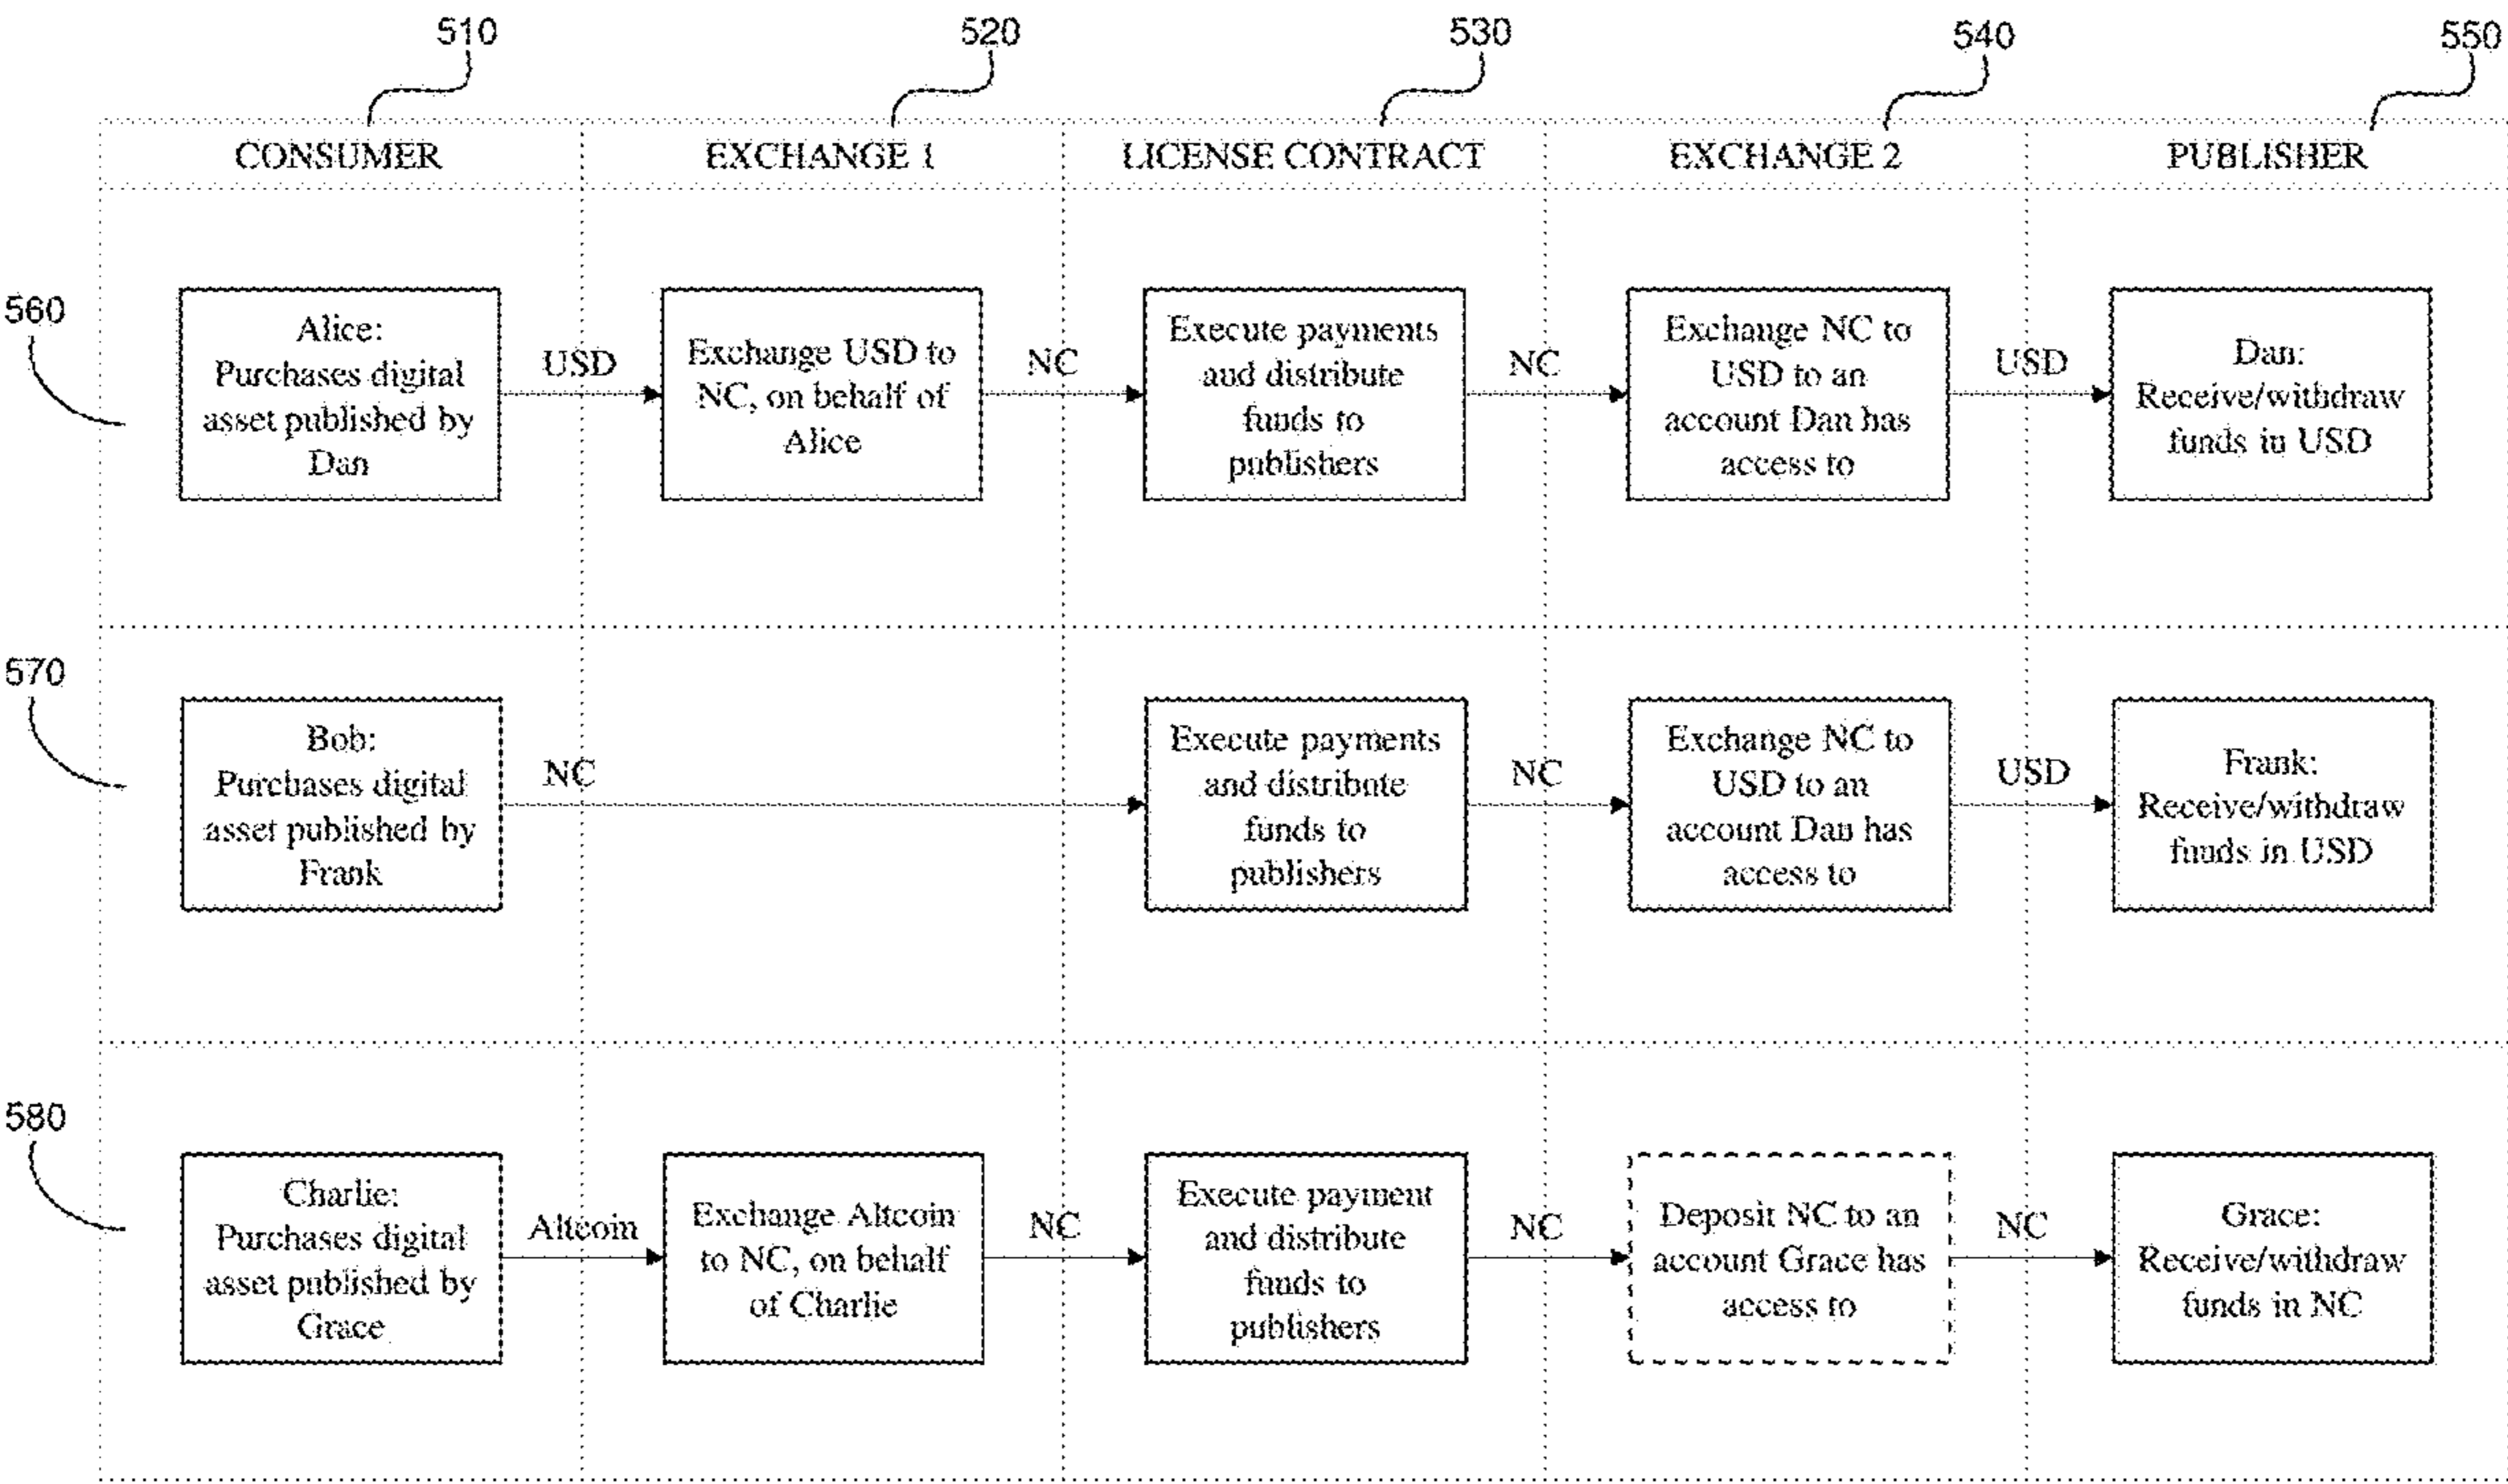 510
520
530
540
550
CONSUMER
EXCHANGE 1
LICENSE CONTRACT
EXCHANGE 2
PUBLISHER
560
Alice:
Purchases digital
asset published by
Dan
USD
Exchange USD to
NC, on behalf of
Alice
NC
Execute payments
and distribute
funds to
publishers
NC
Exchange NC to
USD to an
account Dan has
access to
USD
Dan:
Receive/withdraw
funds in USD
570
Bob:
Purchases digital
asset published by
Frank
NC
Execute payments
and distribute
funds to
publishers
NC
Exchange NC to
USD to an
account Dan has
access to
USD
Frank:
Receive/withdraw
funds in USD
580
Charlie:
Purchases digital
asset published by
Grace
Altcoin
Exchange Altcoin
to NC, on behalf
of Charlie
NC
Execute payment
and distribute
funds to
publishers
NC
Deposit NC to an
account Grace has
access to
NC
Grace:
Receive/withdraw
funds in NC